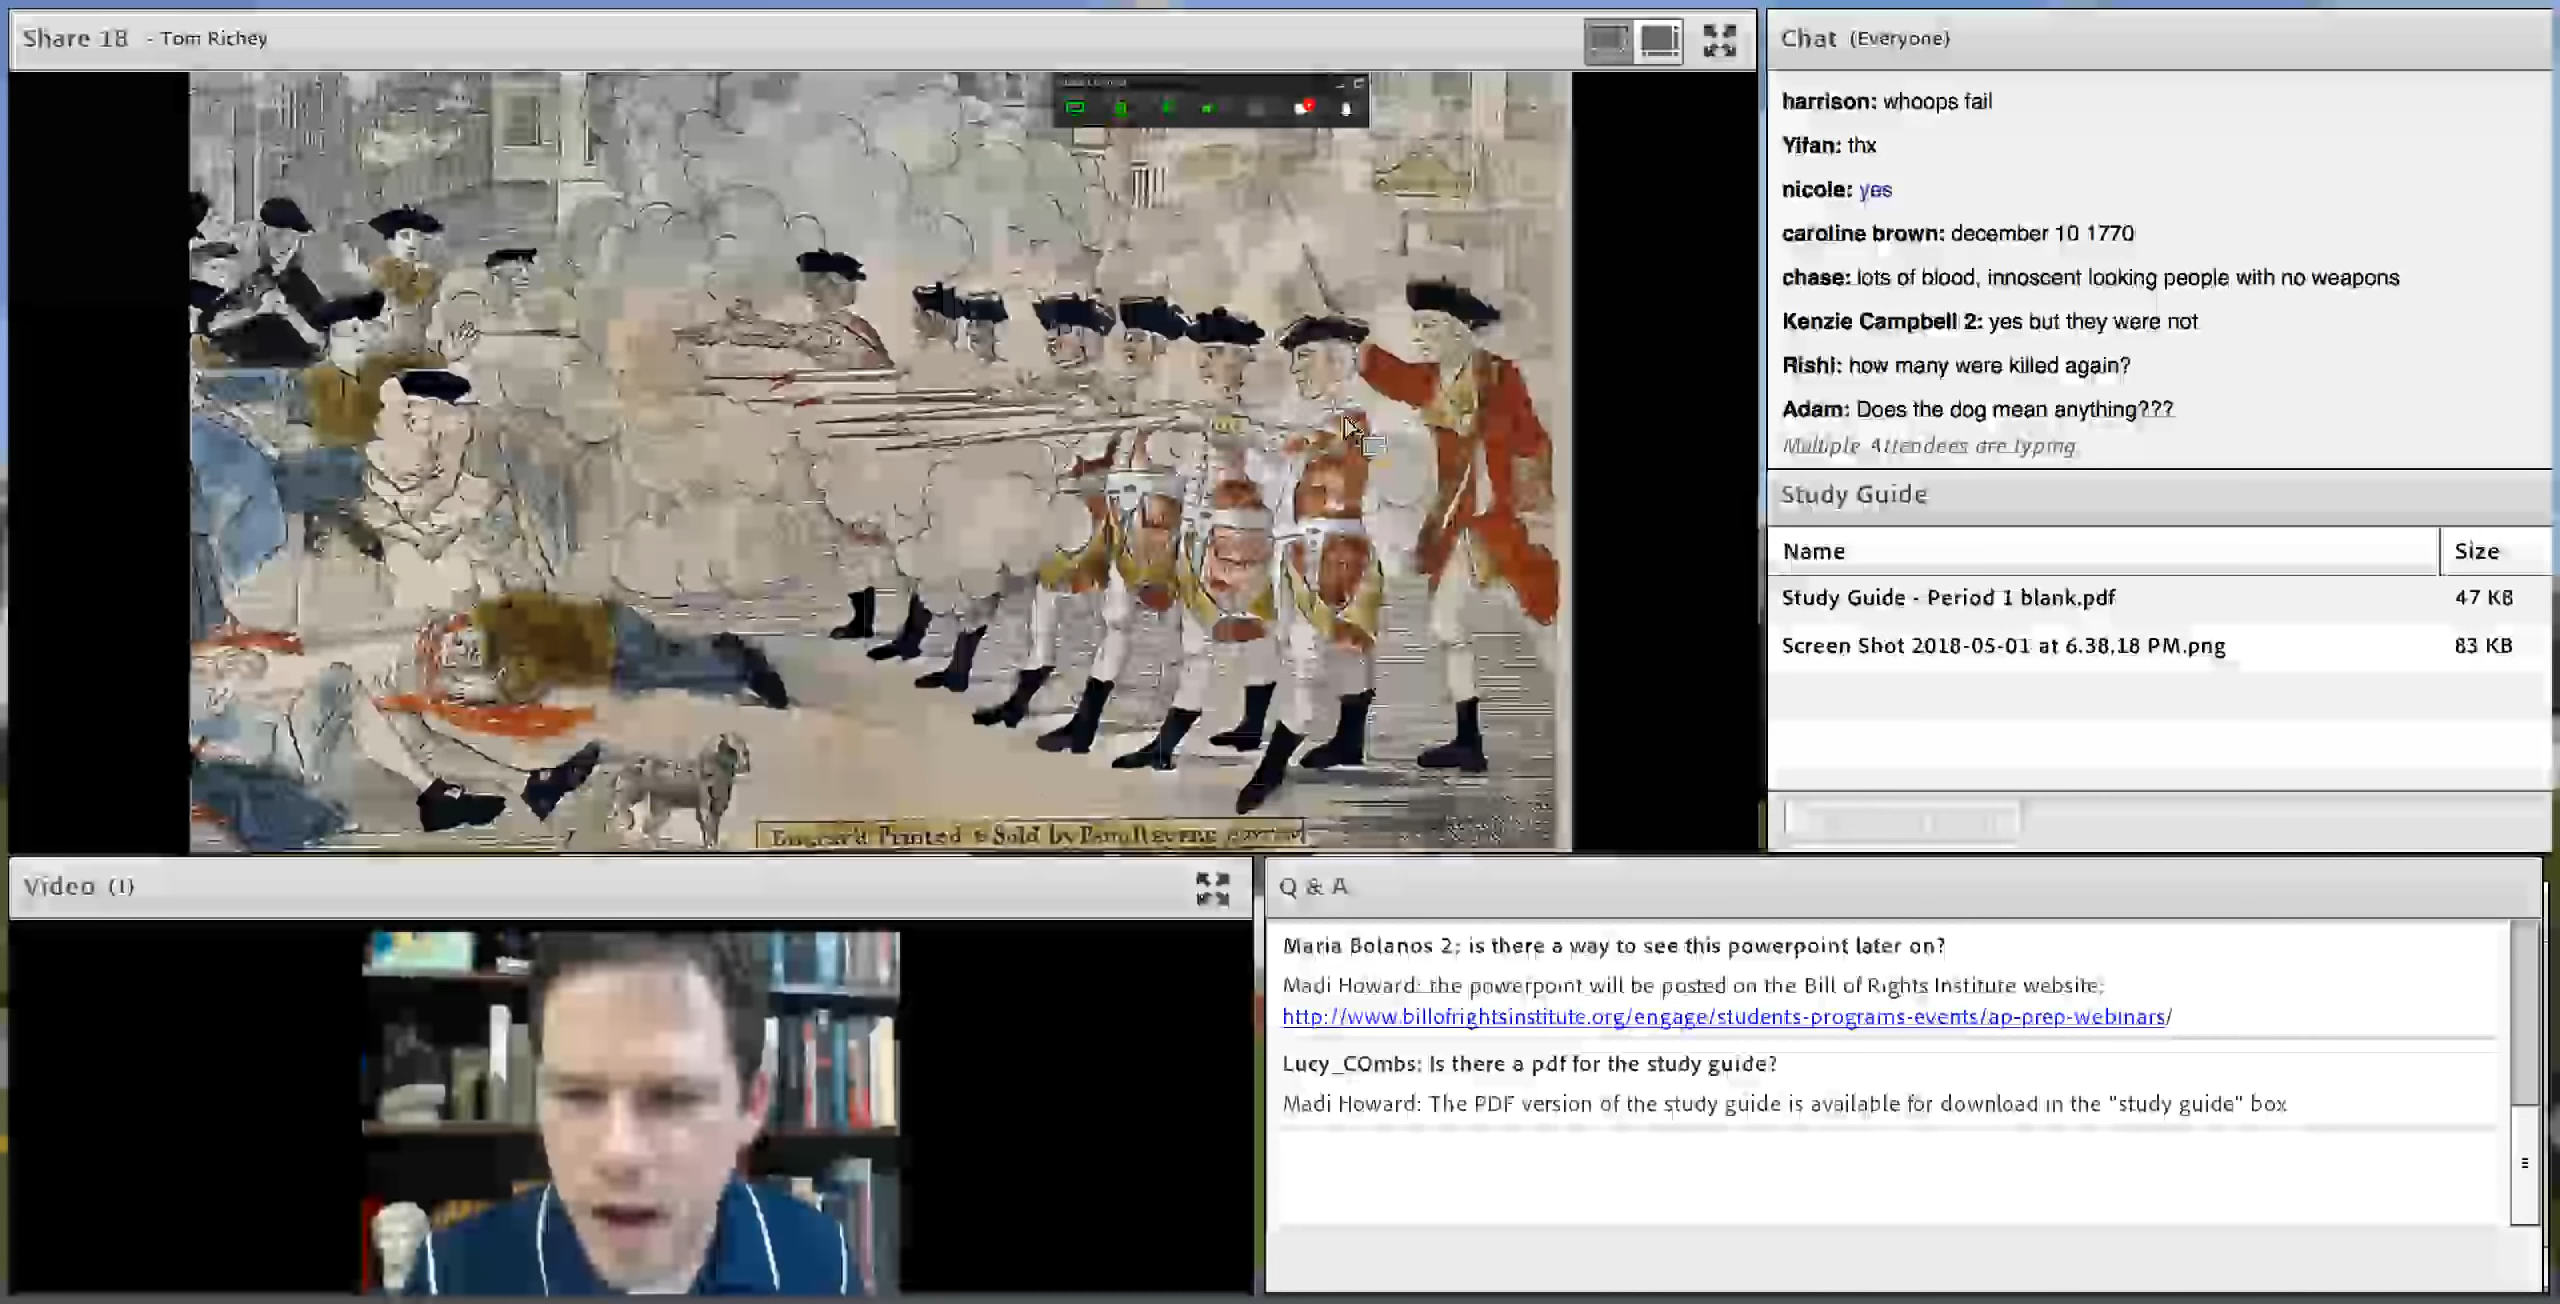 Share 18 - Tom Richey
Chat (Everyone)
harrison: whoops fail
Yifan: thx
nicole: yes
caroline brown: december 10 1770
chase: lots of blood, innoscent looking people with no weapons
Kenzie Campbell 2: yes but they were not
Rishi: how many were killed again?
Adam: Does the dog mean anything???
Multiple Attendees are typing
Study Guide
Name Size
Study Guide - Period 1 blank.pdf 47 KB
Screen Shot 2018-05-01 at 6.38.18 PM.png 83 KB
Engrav'd Printed & Sold by Paul Revere
Video (1)
Q & A
Maria Bolanos 2: is there a way to see this powerpoint later on?
Madi Howard: the powerpoint will be posted on the Bill of Rights Institute website:
http://www.billofrightsinstitute.org/engage/students-programs-events/ap-prep-webinars/
Lucy_COmbs: Is there a pdf for the study guide?
Madi Howard: The PDF version of the study guide is available for download in the "study guide" box